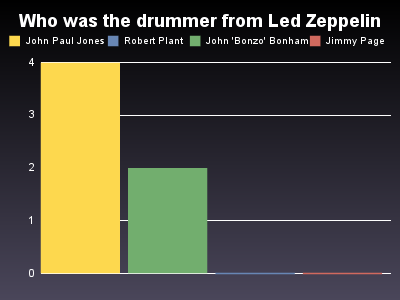 Who was the drummer from Led Zeppelin
John Paul Jones Robert Plant John 'Bonzo' Bonham Jimmy Page
4
3
2
1
0